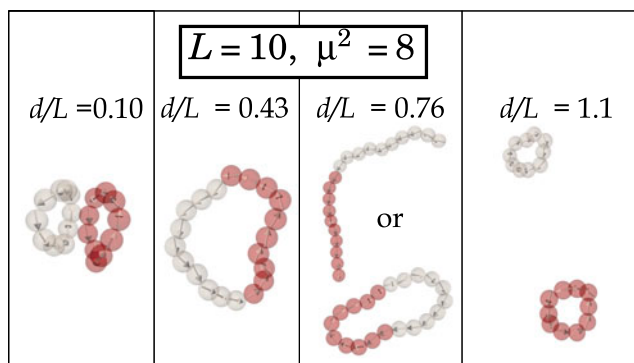 L = 10, μ² = 8
d/L =0.10
d/L = 0.43
d/L = 0.76
d/L = 1.1
or